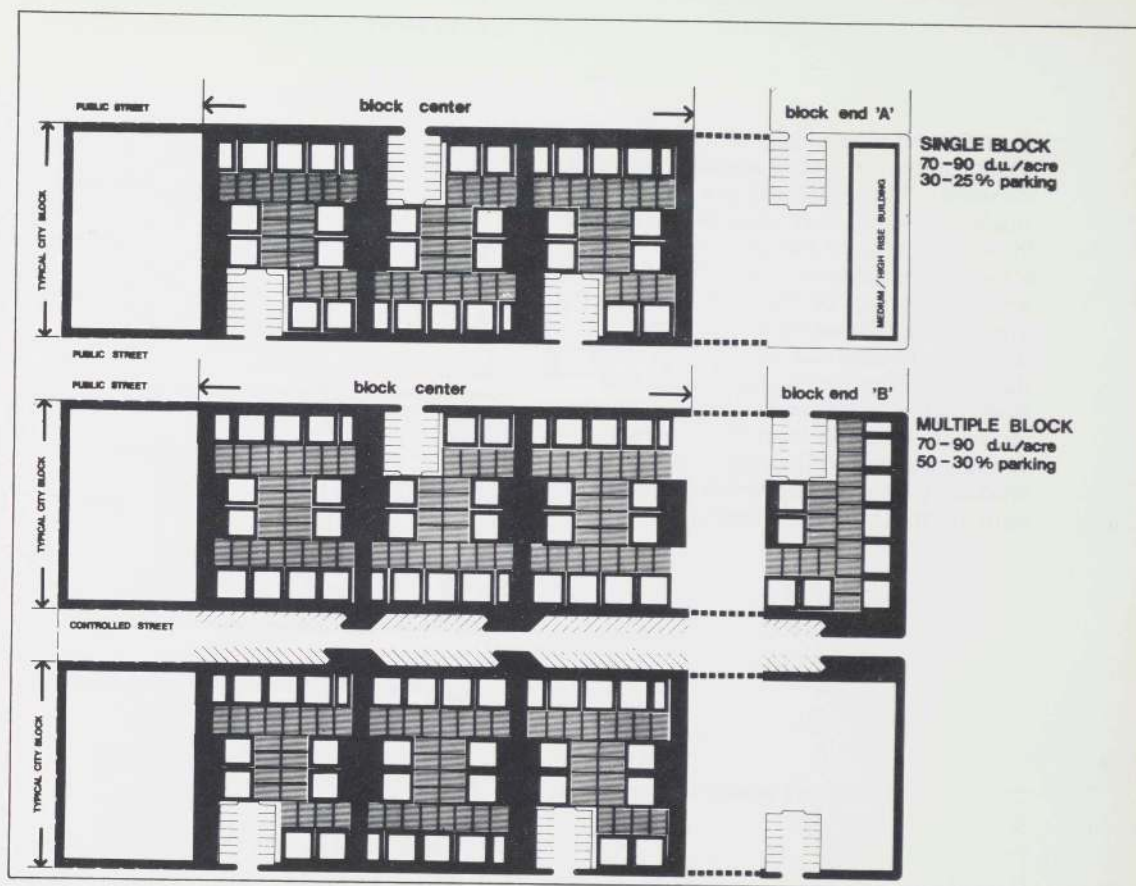 PUBLIC STREET
block center
block end 'A'
TYPICAL CITY BLOCK
MEDIUM / HIGH RISE BUILDING
SINGLE BLOCK
70-90 d.u./acre
30-25% parking
PUBLIC STREET
PUBLIC STREET
block center
block end 'B'
TYPICAL CITY BLOCK
MULTIPLE BLOCK
70-90 d.u./acre
50-30% parking
CONTROLLED STREET
TYPICAL CITY BLOCK